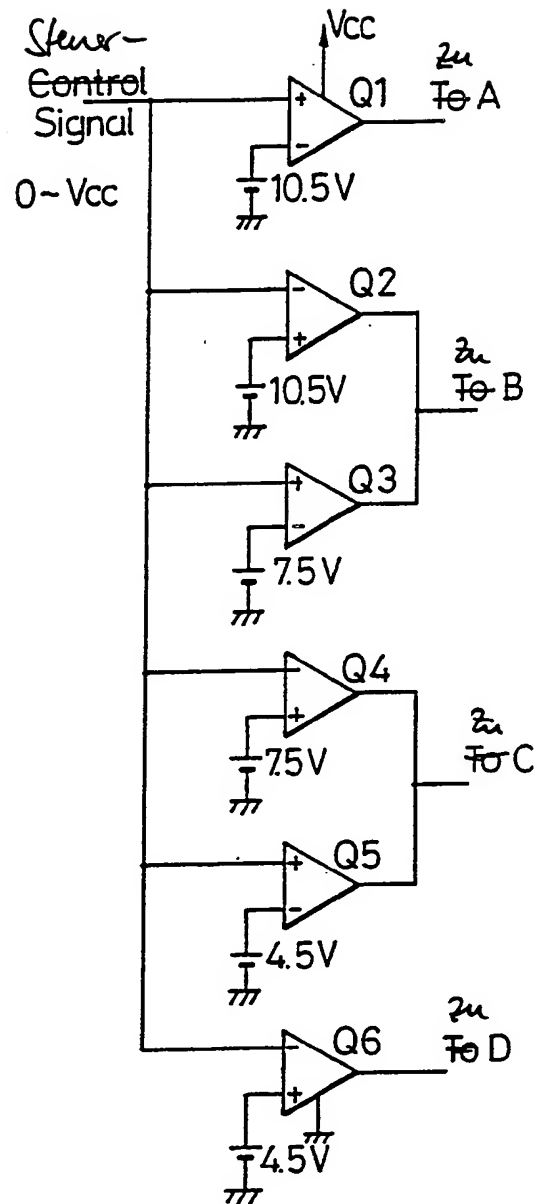 Steuer-
Control
Signal
0~Vcc
Vcc
Q1
Zu
To A
+
-
10.5V
Q2
-
+
10.5V
Zu
To B
Q3
+
-
7.5V
Q4
-
+
7.5V
Zu
To C
Q5
+
-
4.5V
Q6
-
+
Zu
To D
4.5V